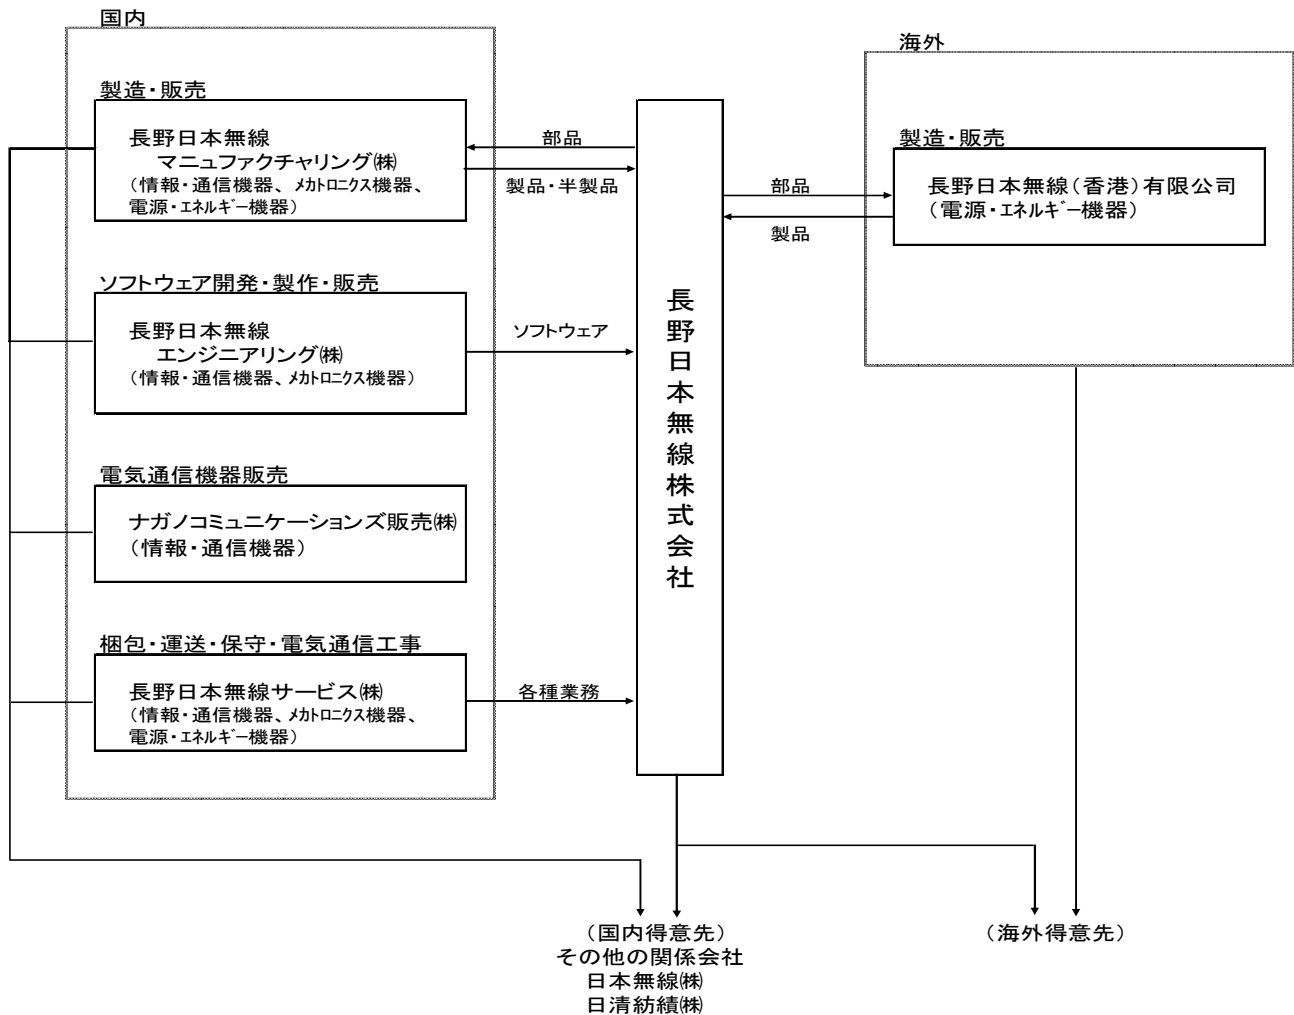 国内
製造・販売
長野日本無線
マニュファクチャリング㈱
（情報・通信機器、メカトロニクス機器、
電源・エネルギー機器）
ソフトウェア開発・製作・販売
長野日本無線
エンジニアリング㈱
（情報・通信機器、メカトロニクス機器）
電気通信機器販売
ナガノコミュニケーションズ販売㈱
（情報・通信機器）
梱包・運送・保守・電気通信工事
長野日本無線サービス㈱
（情報・通信機器、メカトロニクス機器、
電源・エネルギー機器）
部品
製品・半製品
ソフトウェア
各種業務
長野日本無線株式会社
部品
製品
海外
製造・販売
長野日本無線（香港）有限公司
（電源・エネルギー機器）
（国内得意先）
その他の関係会社
日本無線㈱
日清紡績㈱
（海外得意先）